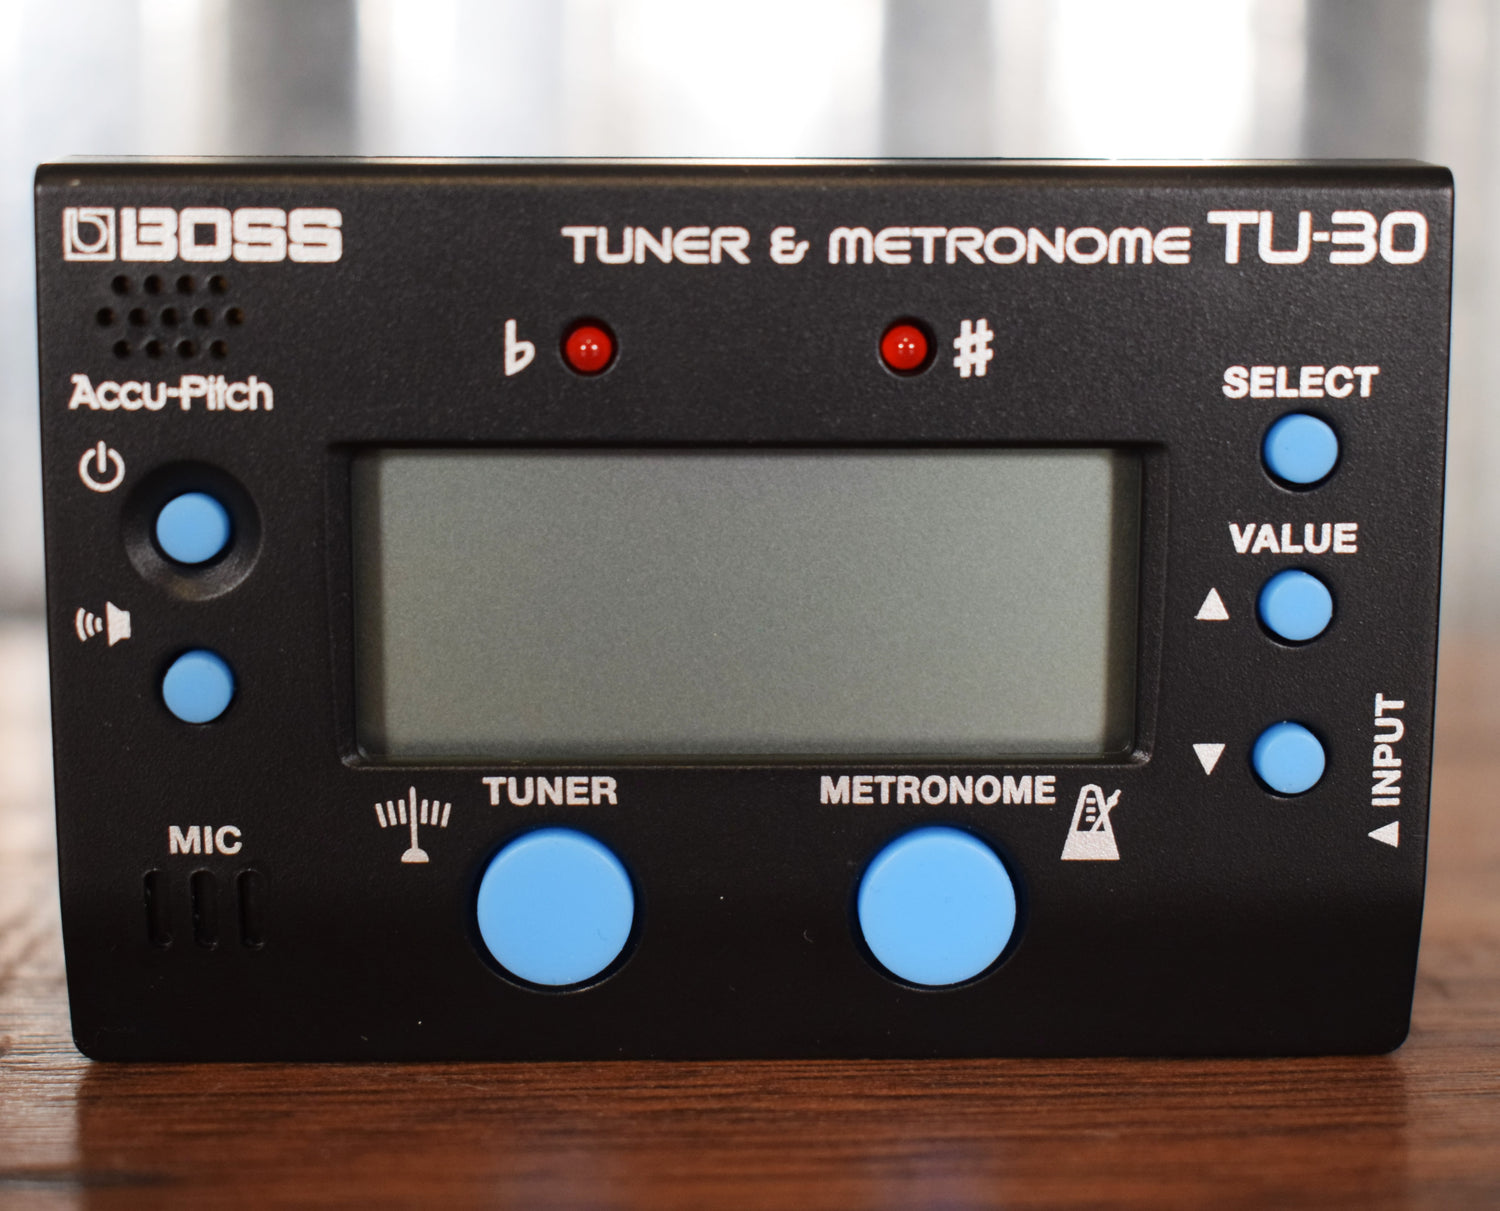 BOSS
TUNER & METRONOME TU-30
♭ ♯
Accu-Pitch
SELECT
VALUE
▲
▼
▲ INPUT
TUNER
METRONOME
MIC